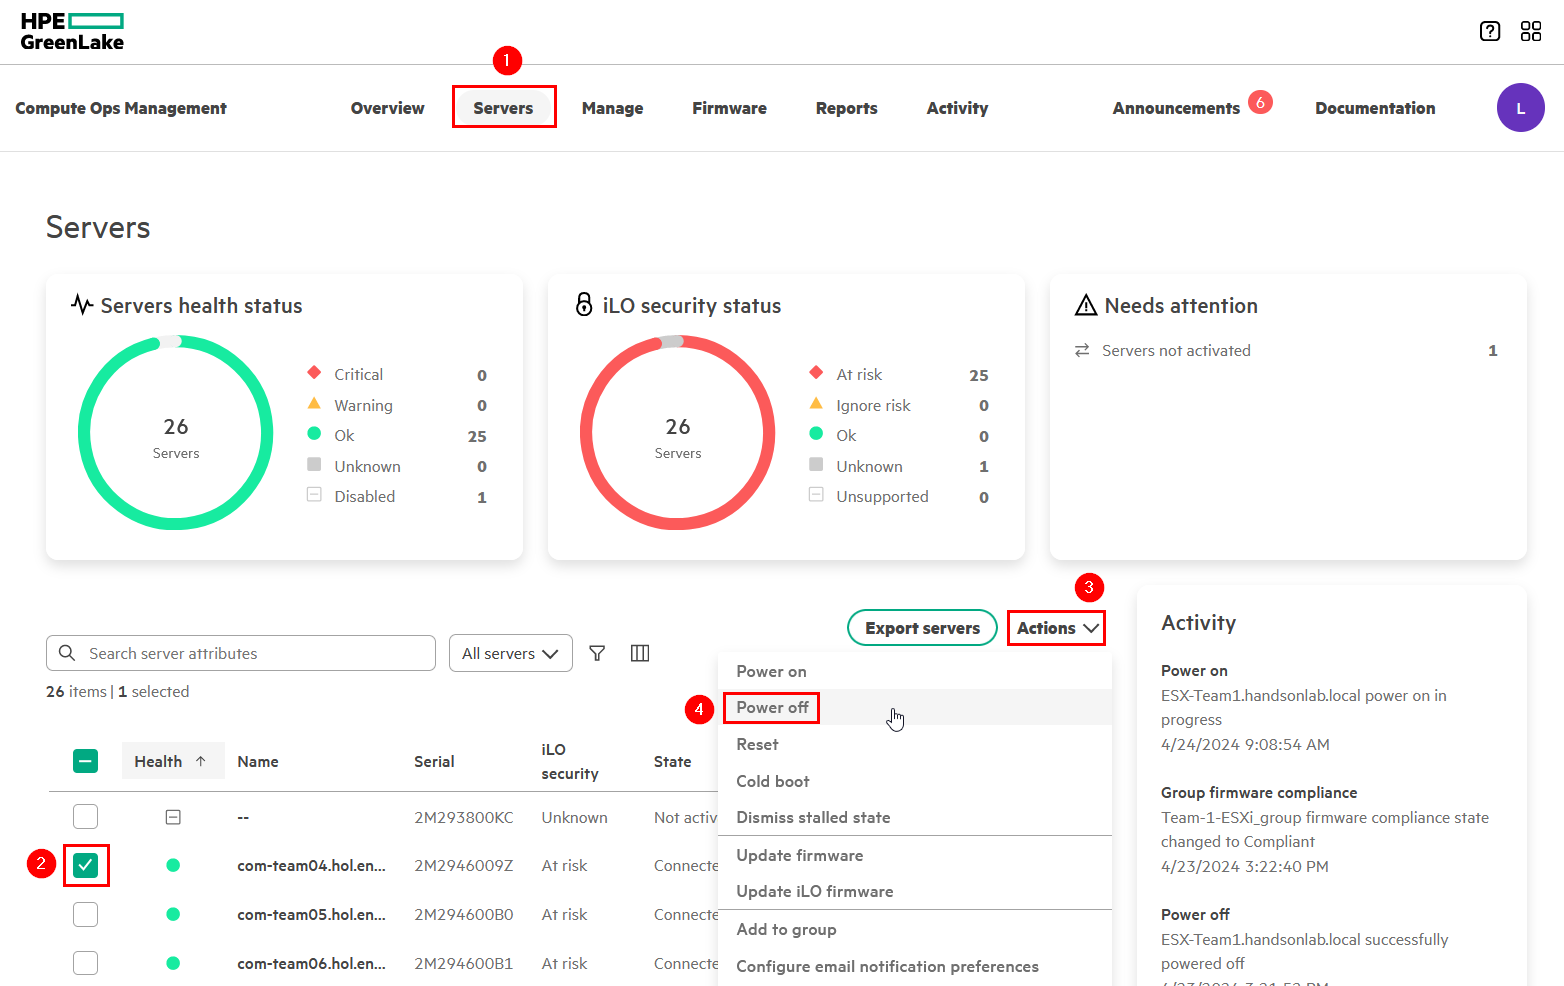 HPE
GreenLake
1
Compute Ops Management
Overview
Servers
Manage
Firmware
Reports
Activity
Announcements
6
Documentation
L
Servers
Servers health status
26
Servers
Critical 0
Warning 0
Ok 25
Unknown 0
Disabled 1
iLO security status
26
Servers
At risk 25
Ignore risk 0
Ok 0
Unknown 1
Unsupported 0
Needs attention
Servers not activated 1
3
Export servers
Actions
Search server attributes
All servers
26 items | 1 selected
Power on
4
Power off
Reset
Cold boot
Dismiss stalled state
Update firmware
Update iLO firmware
Add to group
Configure email notification preferences
Health
Name
Serial
iLO
security
State
-- 2M293800KC Unknown Not activ
2
com-team04.hol.en... 2M2946009Z At risk Connecte
com-team05.hol.en... 2M294600B0 At risk Connecte
com-team06.hol.en... 2M294600B1 At risk Connecte
Activity
Power on
ESX-Team1.handsonlab.local power on in
progress
4/24/2024 9:08:54 AM
Group firmware compliance
Team-1-ESXi_group firmware compliance state
changed to Compliant
4/23/2024 3:22:40 PM
Power off
ESX-Team1.handsonlab.local successfully
powered off